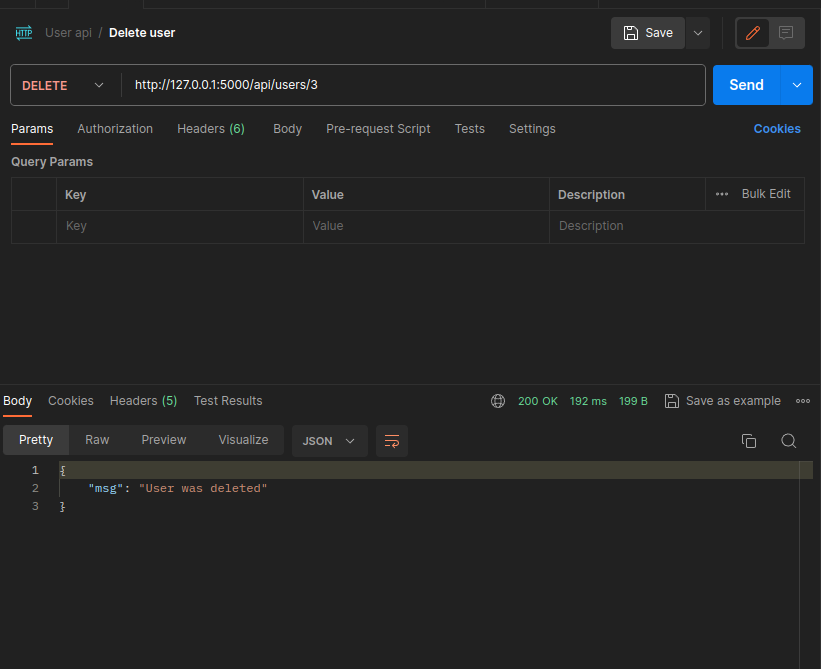 HTTP User api / Delete user Save
DELETE http://127.0.0.1:5000/api/users/3 Send
Params Authorization Headers (6) Body Pre-request Script Tests Settings Cookies
Query Params
Key Value Description Bulk Edit
Key Value Description
Body Cookies Headers (5) Test Results 200 OK 192 ms 199 B Save as example
Pretty Raw Preview Visualize JSON
1 {
2 "msg": "User was deleted"
3 }